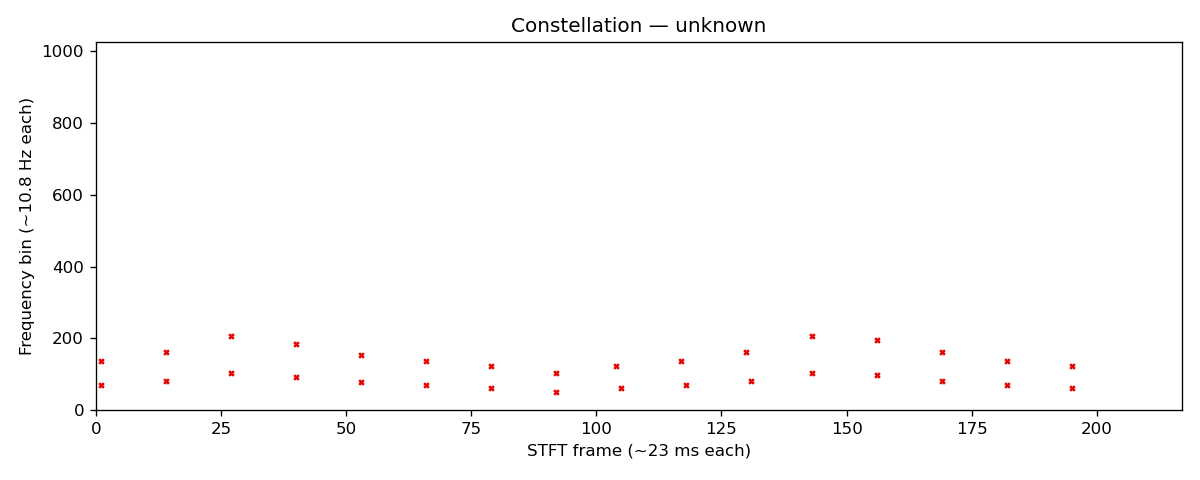 Constellation — unknown
Frequency bin (~10.8 Hz each)
1000
800
600
400
200
0
0 25 50 75 100 125 150 175 200
STFT frame (~23 ms each)